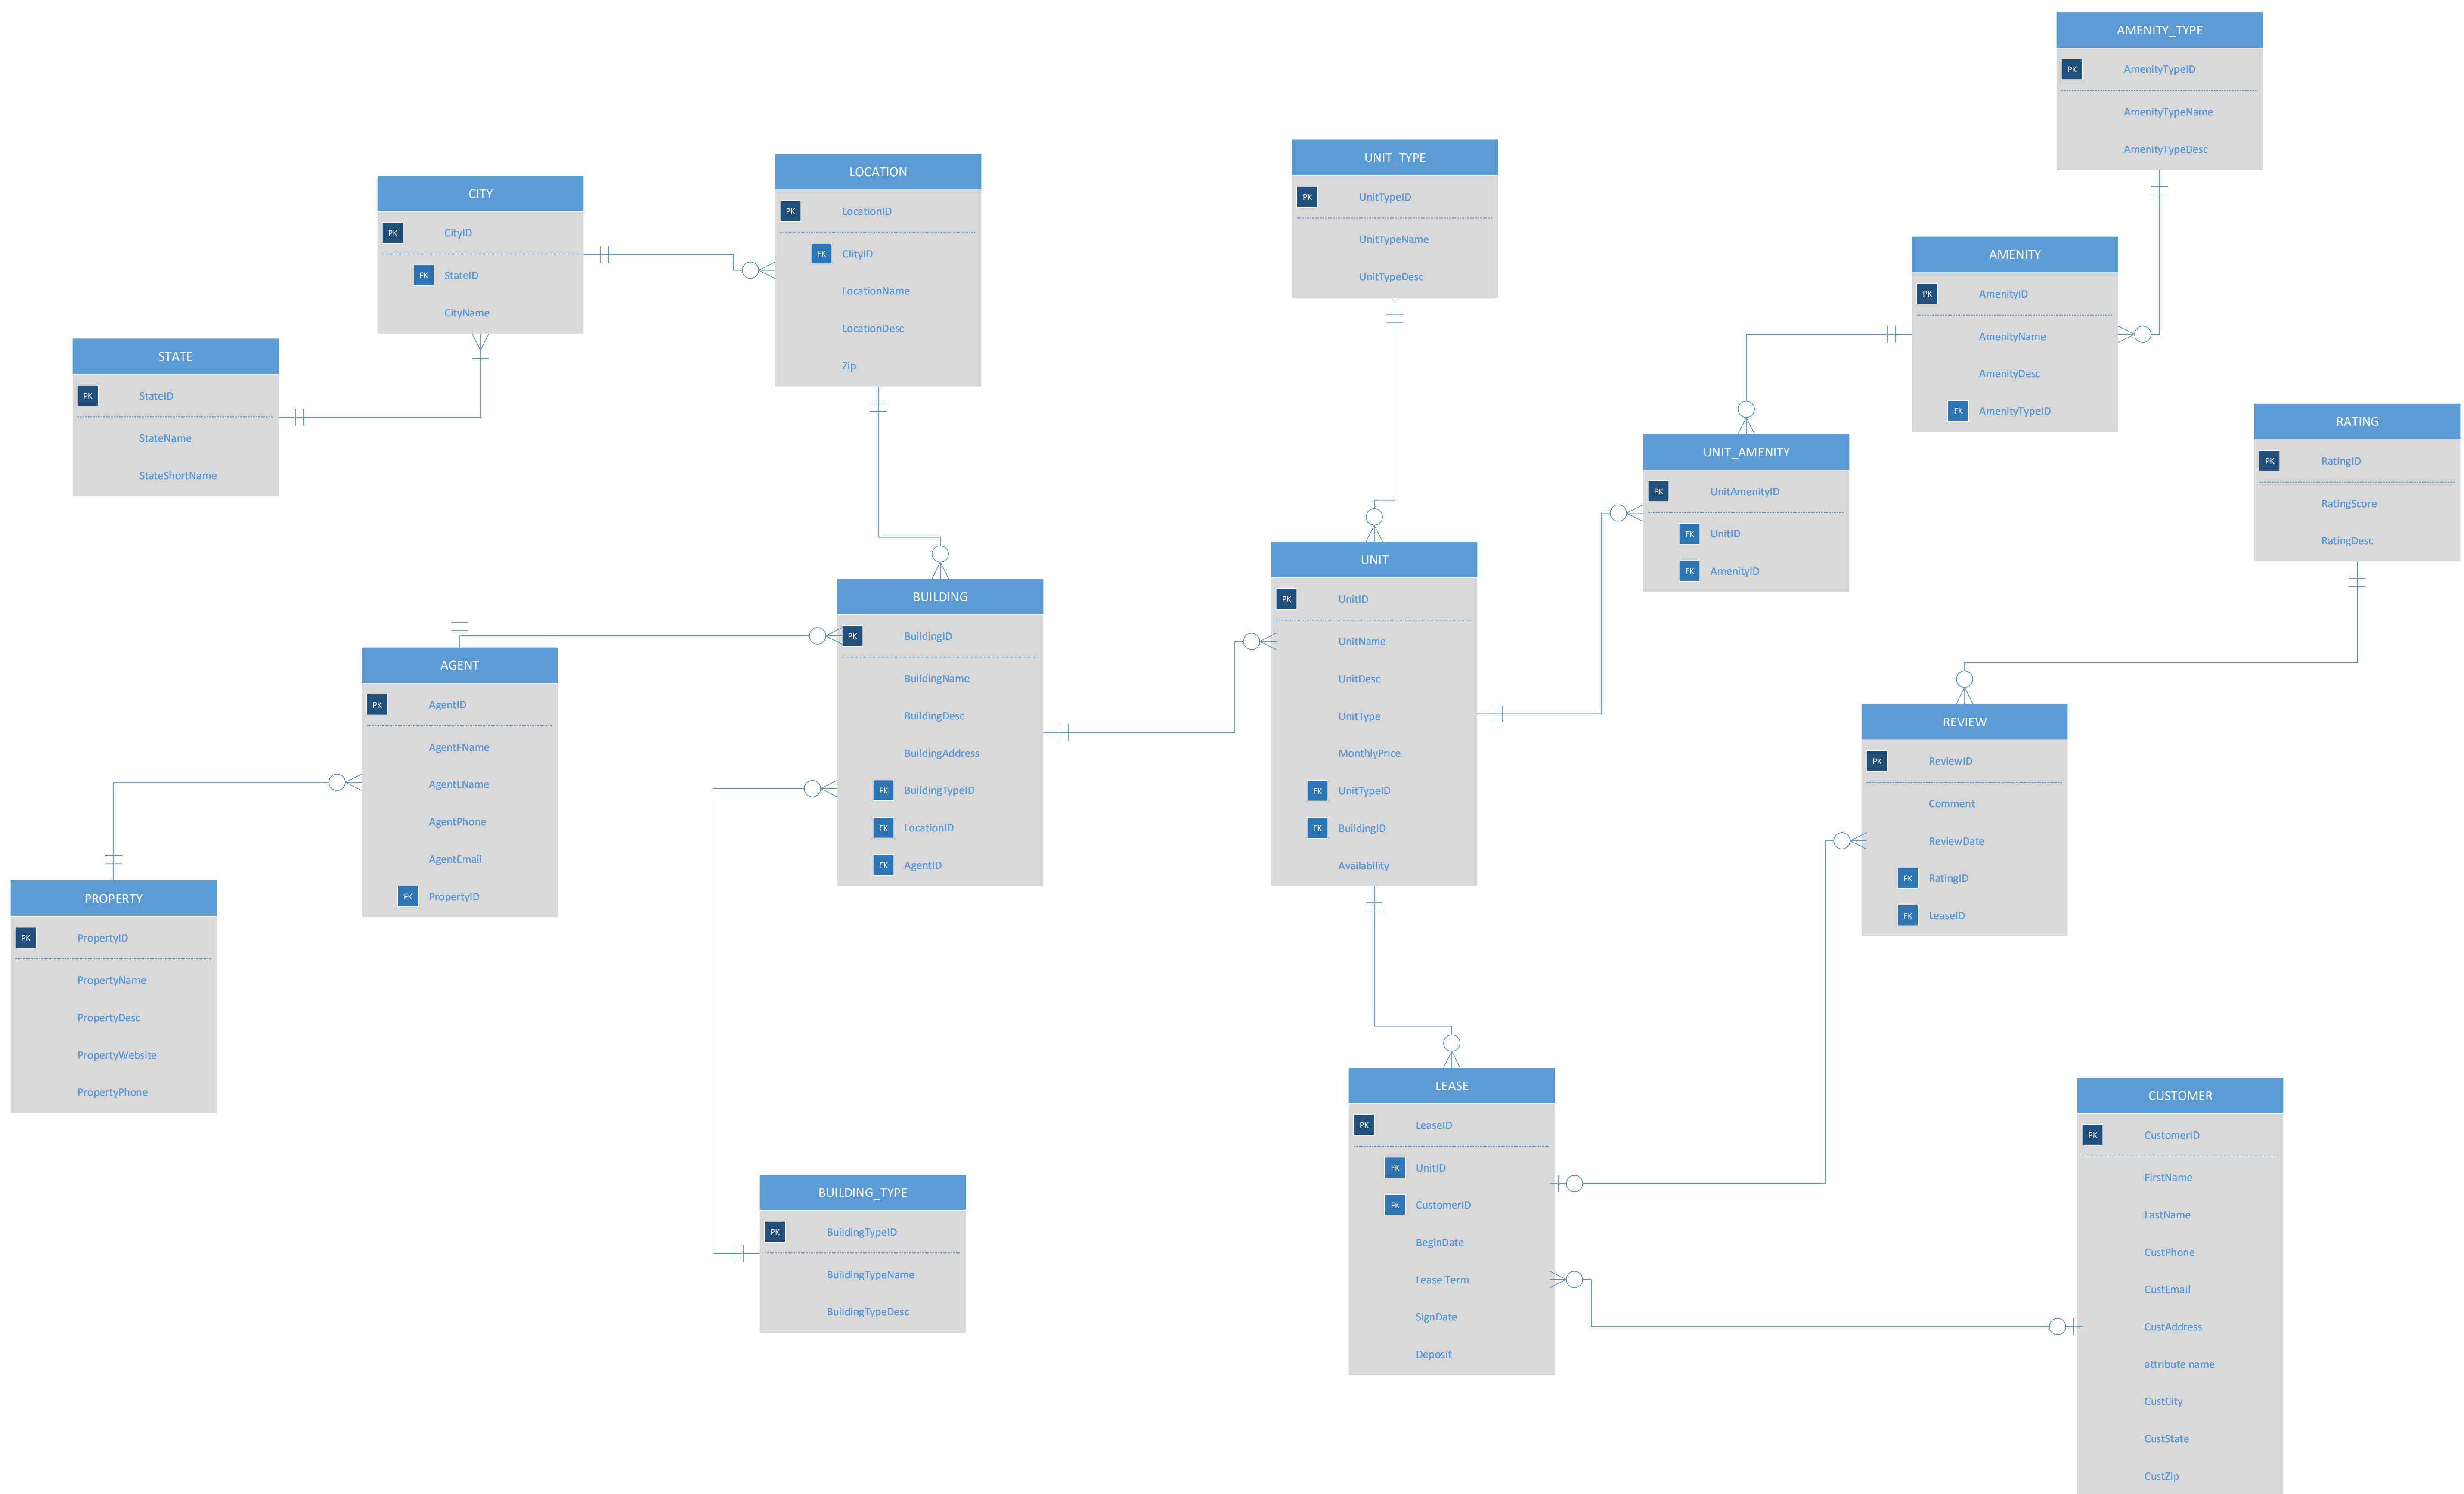 AMENITY_TYPE
PK AmenityTypeID
AmenityTypeName
AmenityTypeDesc
UNIT_TYPE
PK UnitTypeID
UnitTypeName
UnitTypeDesc
LOCATION
PK LocationID
FK CIityID
LocationName
LocationDesc
Zip
CITY
PK CityID
FK StateID
CityName
AMENITY
PK AmenityID
AmenityName
AmenityDesc
FK AmenityTypeID
STATE
PK StateID
StateName
StateShortName
RATING
PK RatingID
RatingScore
RatingDesc
UNIT_AMENITY
PK UnitAmenityID
FK UnitID
FK AmenityID
UNIT
PK UnitID
UnitName
UnitDesc
UnitType
MonthlyPrice
FK UnitTypeID
FK BuildingID
Availability
BUILDING
PK BuildingID
BuildingName
BuildingDesc
BuildingAddress
FK BuildingTypeID
FK LocationID
FK AgentID
AGENT
PK AgentID
AgentFName
AgentLName
AgentPhone
AgentEmail
FK PropertyID
REVIEW
PK ReviewID
Comment
ReviewDate
FK RatingID
FK LeaseID
PROPERTY
PK PropertyID
PropertyName
PropertyDesc
PropertyWebsite
PropertyPhone
LEASE
PK LeaseID
FK UnitID
FK CustomerID
BeginDate
Lease Term
SignDate
Deposit
CUSTOMER
PK CustomerID
FirstName
LastName
CustPhone
CustEmail
CustAddress
attribute name
CustCity
CustState
CustZip
BUILDING_TYPE
PK BuildingTypeID
BuildingTypeName
BuildingTypeDesc